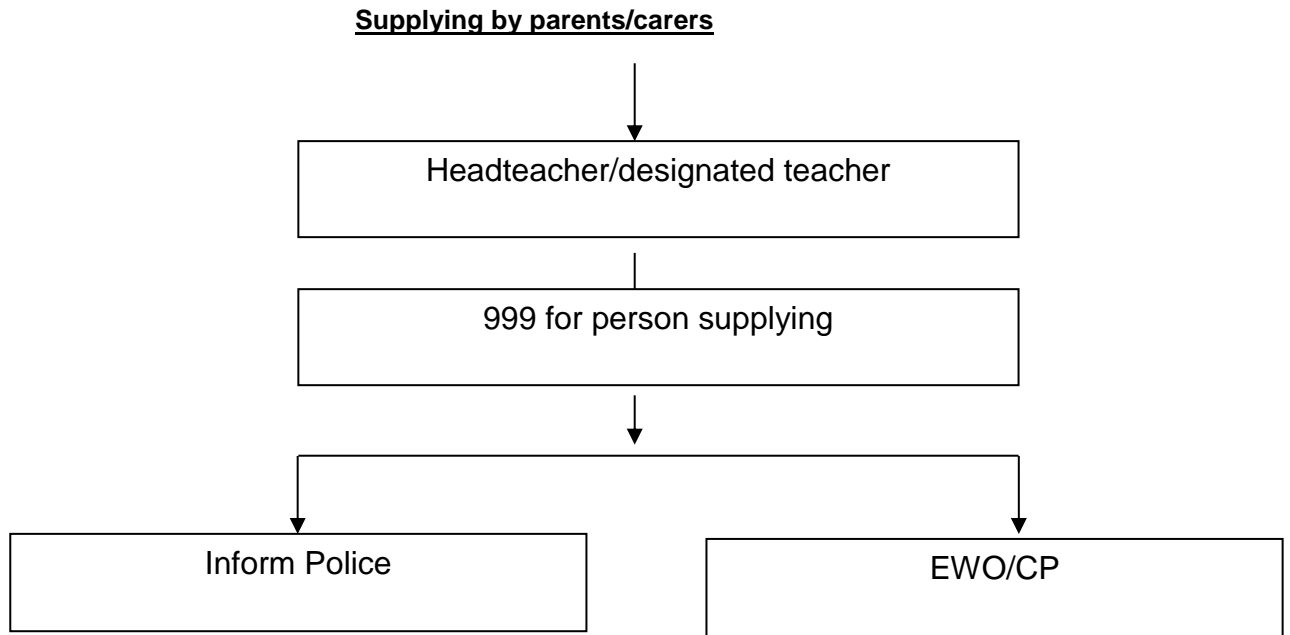 Supplying by parents/carers
Headteacher/designated teacher
999 for person supplying
Inform Police
EWO/CP